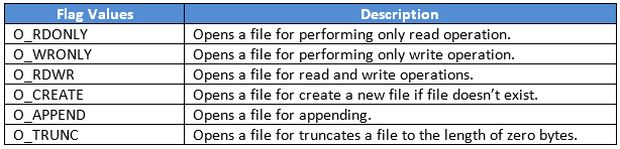 Flag Values Description
O_RDONLY Opens a file for performing only read operation.
O_WRONLY Opens a file for performing only write operation.
O_RDWR Opens a file for read and write operations.
O_CREATE Opens a file for create a new file if file doesn’t exist.
O_APPEND Opens a file for appending.
O_TRUNC Opens a file for truncates a file to the length of zero bytes.